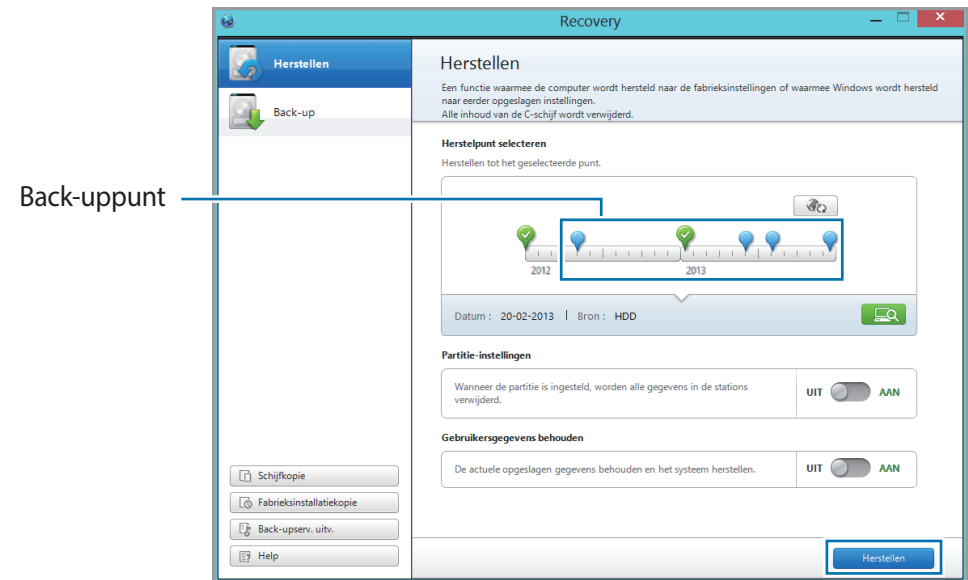 Recovery
Herstellen
Back-up
Herstellen
Een functie waarmee de computer wordt hersteld naar de fabrieksinstellingen of waarmee Windows wordt hersteld
naar eerder opgeslagen instellingen.
Alle inhoud van de C-schijf wordt verwijderd.
Herstelpunt selecteren
Herstellen tot het geselecteerde punt.
Back-uppunt
2012
2013
Datum : 20-02-2013 | Bron : HDD
Partitie-instellingen
Wanneer de partitie is ingesteld, worden alle gegevens in de stations
verwijderd.
UIT AAN
Gebruikersgegevens behouden
De actuele opgeslagen gegevens behouden en het systeem herstellen.
UIT AAN
Schijfkopie
Fabrieksinstallatiekopie
Back-upserv. uitv.
Help
Herstellen